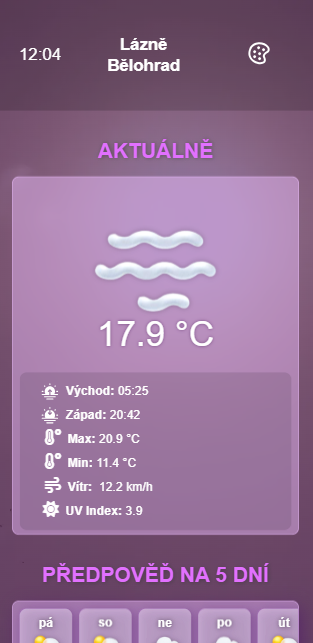 12:04
Lázně
Bělohrad
AKTUÁLNĚ
17.9 °C
Východ: 05:25
Západ: 20:42
Max: 20.9 °C
Min: 11.4 °C
Vítr: 12.2 km/h
UV Index: 3.9
PŘEDPOVĚĎ NA 5 DNÍ
pá so ne po út